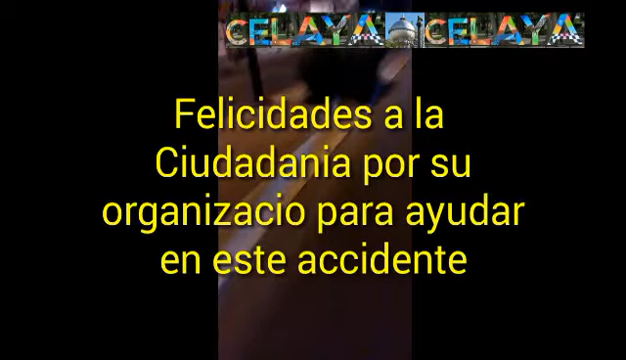 CELAYA CELAYA
Felicidades a la
Ciudadania por su
organizacio para ayudar
en este accidente